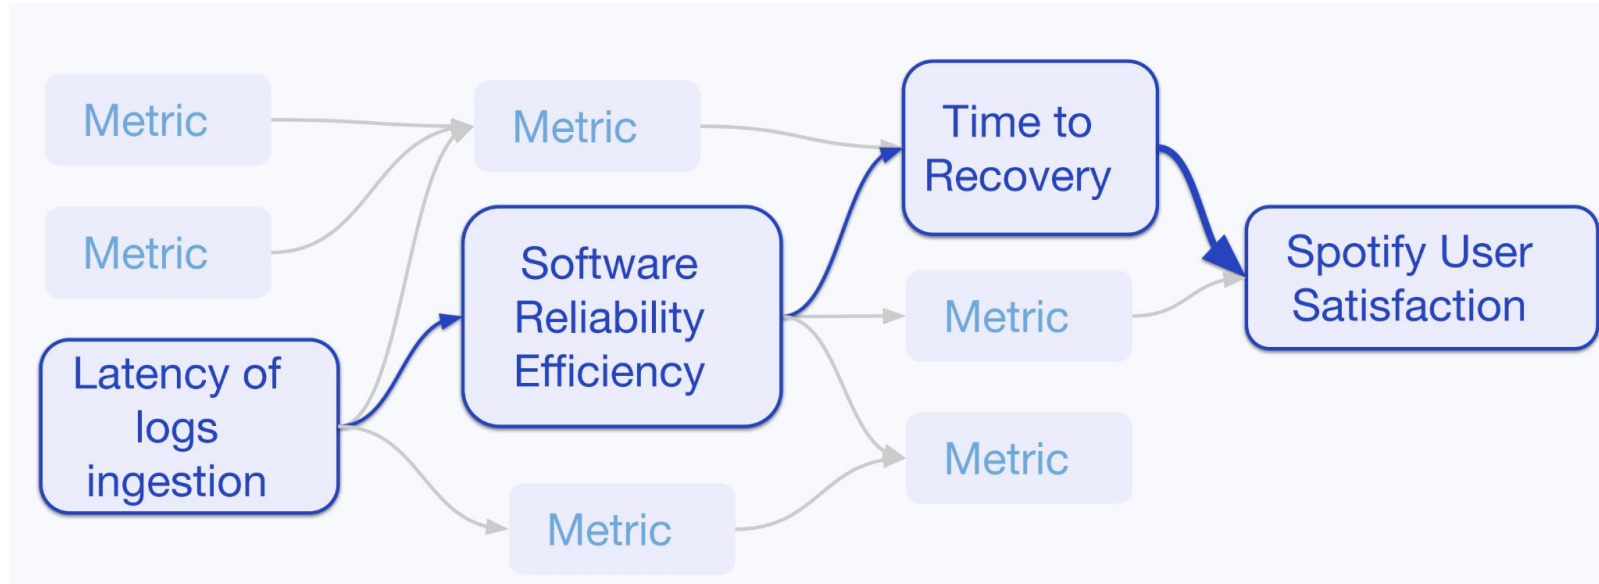 Metric
Metric
Time to
Recovery
Metric
Software
Reliability
Efficiency
Spotify User
Satisfaction
Metric
Latency of
logs
ingestion
Metric
Metric